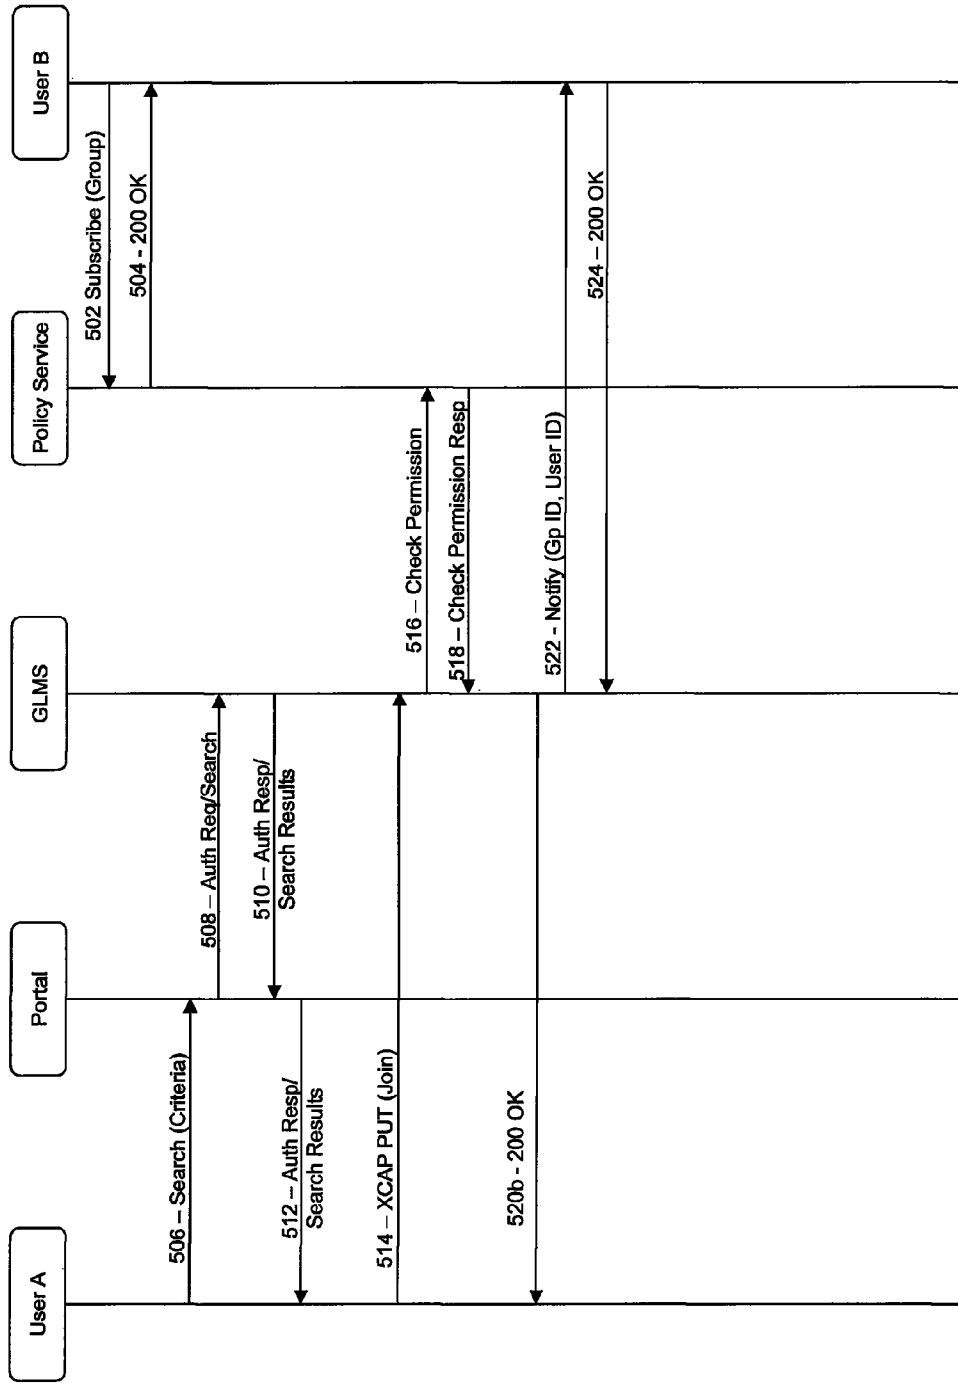 User A
Portal
GLMS
Policy Service
User B
502 Subscribe (Group)
504 - 200 OK
506 – Search (Criteria)
508 – Auth Req/Search
510 – Auth Resp/
Search Results
512 – Auth Resp/
Search Results
514 – XCAP PUT (Join)
516 – Check Permission
518 – Check Permission Resp
520b - 200 OK
522 - Notify (Gp ID, User ID)
524 – 200 OK